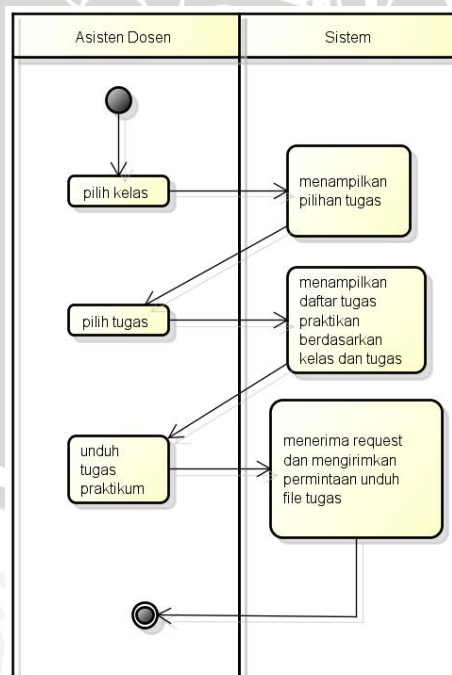 Asisten Dosen
Sistem
pilih kelas
menampilkan
pilihan tugas
pilih tugas
menampilkan
daftar tugas
praktikan
berdasarkan
kelas dan tugas
unduh
tugas
praktikum
menerima request
dan mengirimkan
permintaan unduh
file tugas